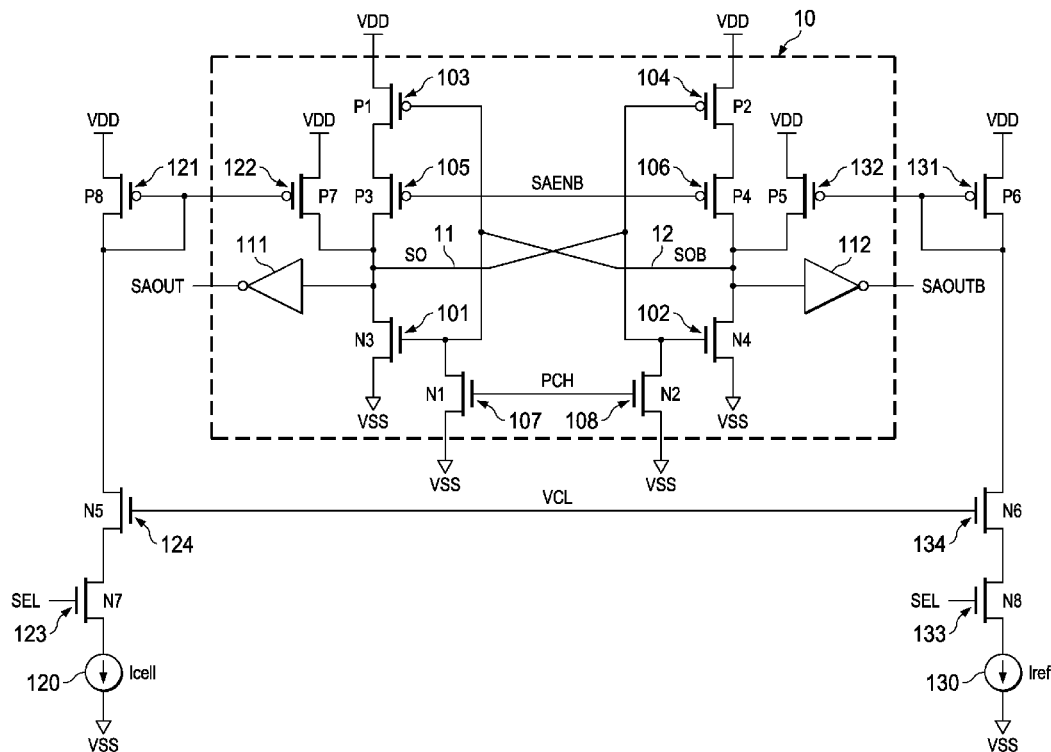 VDD
VDD
10
103
104
P1
P2
VDD
VDD
VDD
VDD
121
122
105
SAENB
106
132
131
P8
P7
P3
P4
P5
P6
111
11
12
112
SO
SOB
SAOUT
SAOUTB
101
102
N3
N4
N1
PCH
N2
VSS
107
108
VSS
VSS
VSS
VCL
N5
N6
124
134
SEL
N7
SEL
N8
123
133
120
Icell
130
Iref
VSS
VSS